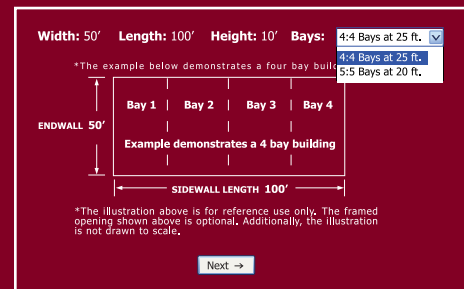 Width: 50′ Length: 100′ Height: 10′ Bays: 4:4 Bays at 25 ft.
4:4 Bays at 25 ft.
5:5 Bays at 20 ft.
*The example below demonstrates a four bay
Bay 1 Bay 2 Bay 3 Bay 4
ENDWALL 50′
Example demonstrates a 4 bay building
SIDEWALL LENGTH 100′
*The illustration above is for reference use only. The framed
opening shown above is optional. Additionally, the illustration
is not drawn to scale.
Next →